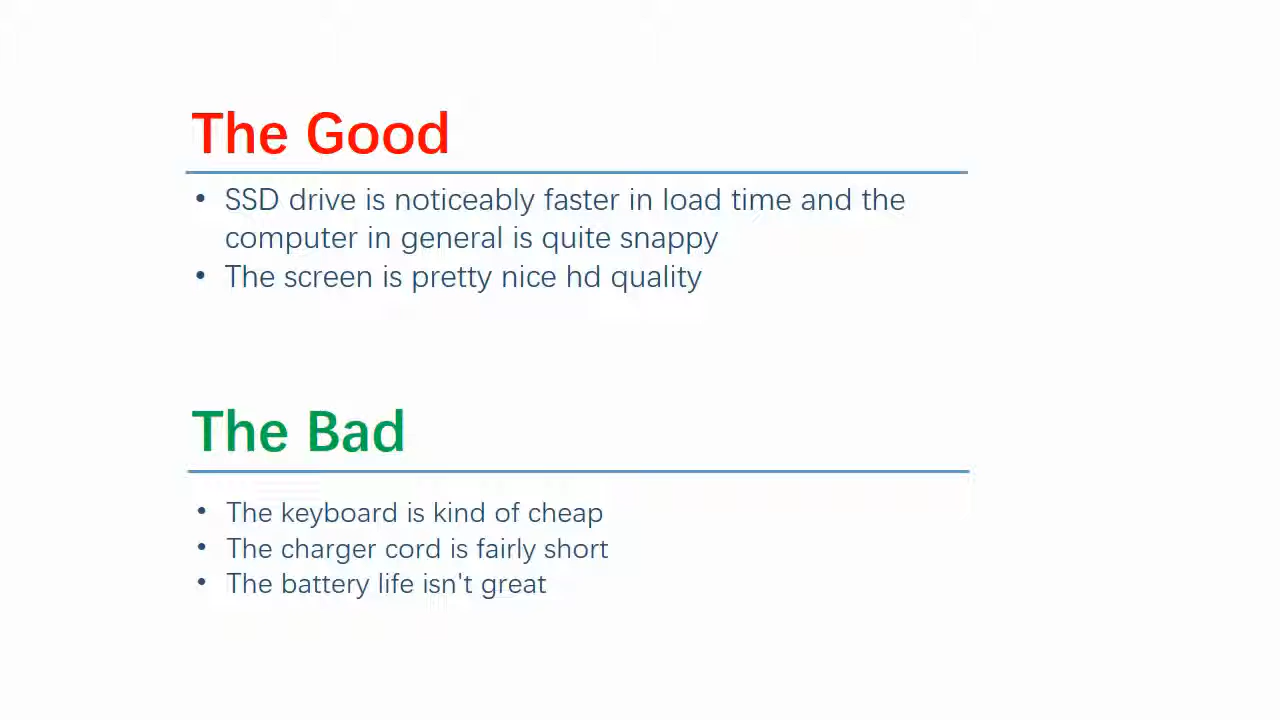 The Good
• SSD drive is noticeably faster in load time and the
computer in general is quite snappy
• The screen is pretty nice hd quality
The Bad
• The keyboard is kind of cheap
• The charger cord is fairly short
• The battery life isn't great